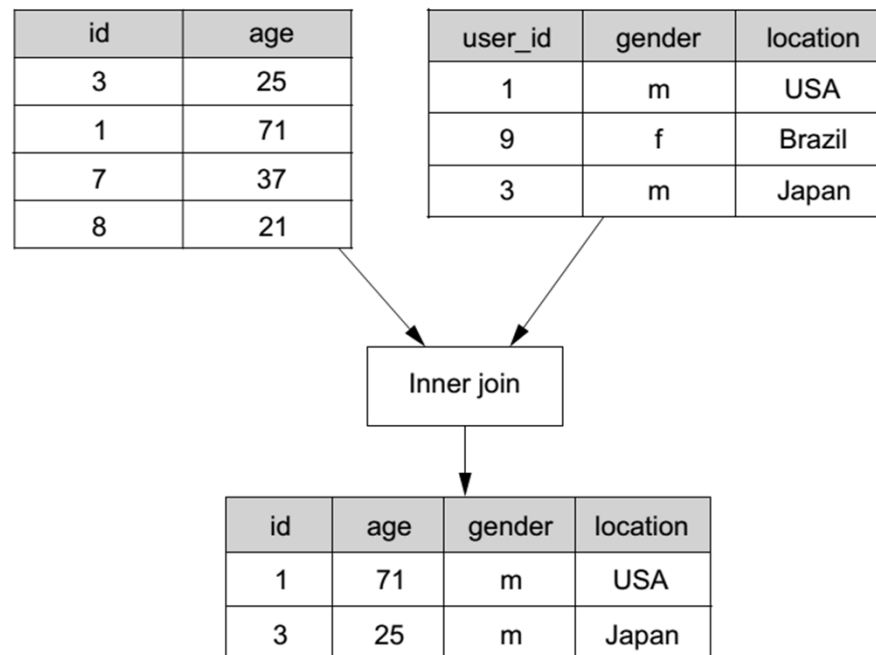 id age
3 25
1 71
7 37
8 21
user_id gender location
1 m USA
9 f Brazil
3 m Japan
Inner join
id age gender location
1 71 m USA
3 25 m Japan